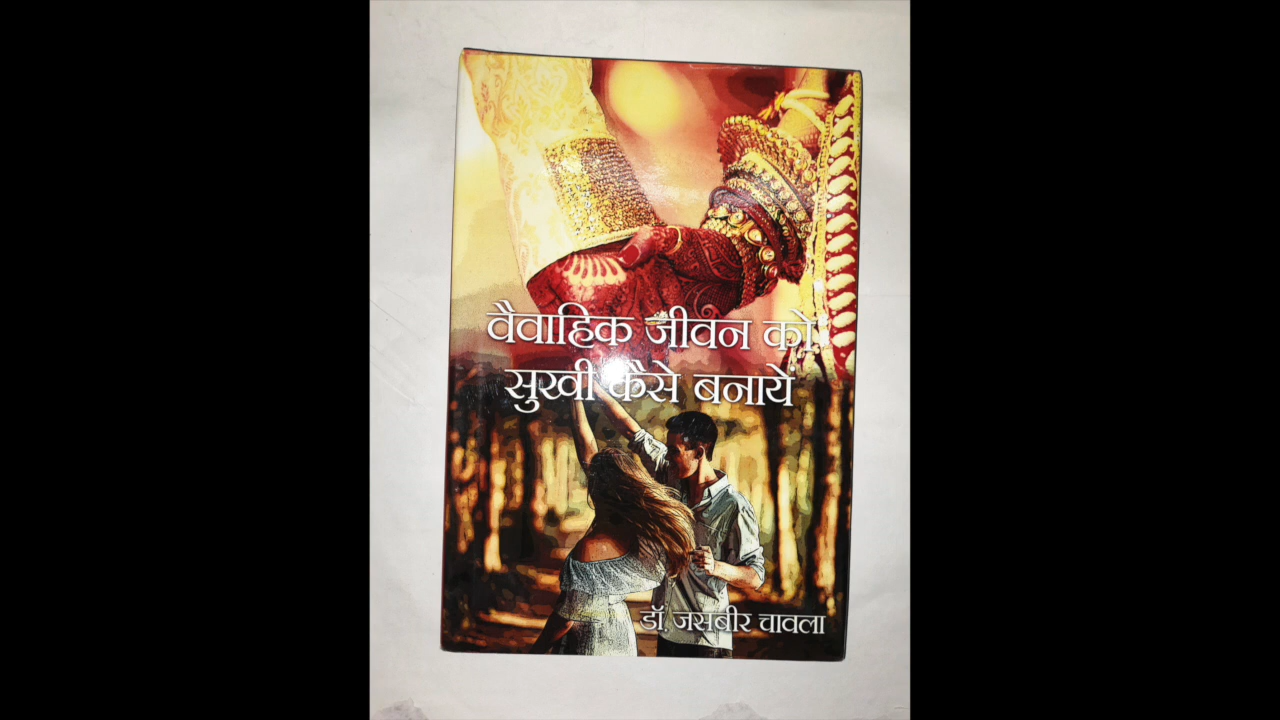 वैवाहिक जीवन को
सुखी कैसे बनायें
डॉ. जसबीर चावला